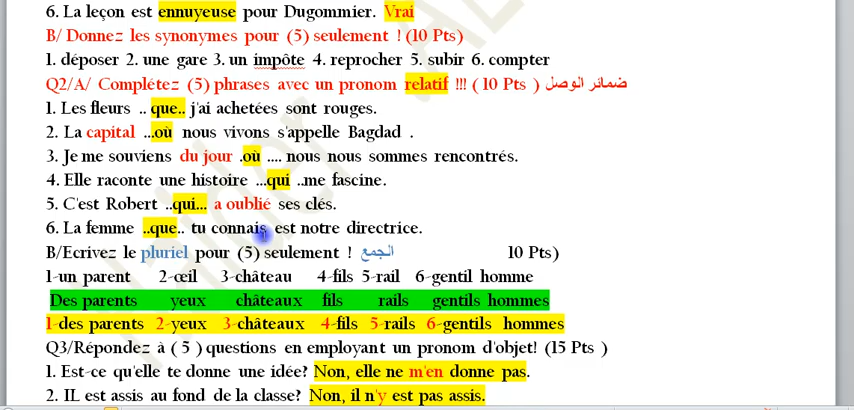 6. La leçon est ennuyeuse pour Dugommier. Vrai
B/ Donnez les synonymes pour (5) seulement ! (10 Pts)
1. déposer 2. une gare 3. un impôte 4. reprocher 5. subir 6. compter
Q2/A/ Complétez (5) phrases avec un pronom relatif !!! ( 10 Pts ) ضمائر الوصل
1. Les fleurs .. que.. j'ai achetées sont rouges.
2. La capital ...où nous vivons s'appelle Bagdad .
3. Je me souviens du jour .où .... nous nous sommes rencontrés.
4. Elle raconte une histoire ...qui ..me fascine.
5. C'est Robert ..qui... a oublié ses clés.
6. La femme ..que.. tu connais est notre directrice.
B/Ecrivez le pluriel pour (5) seulement ! الجمع 10 Pts)
1-un parent 2-œil 3-château 4-fils 5-rail 6-gentil homme
Des parents yeux châteaux fils rails gentils hommes
1-des parents 2-yeux 3-châteaux 4-fils 5-rails 6-gentils hommes
Q3/Répondez à ( 5 ) questions en employant un pronom d'objet! (15 Pts )
1. Est-ce qu'elle te donne une idée? Non, elle ne m'en donne pas.
2. IL est assis au fond de la classe? Non, il n'y est pas assis.